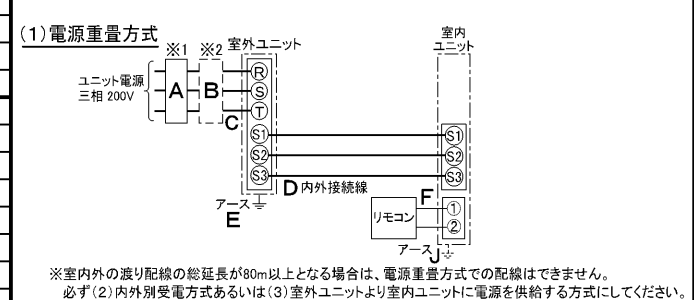 (1)電源重畳方式
※1 ※2 室外ユニット
室内
ユニット
ユニット電源
三相 200V
A B
R
S
T
C
S1 S1
S2 S2
S3 S3
D 内外接続線
アース
E
F
リモコン
①
②
アース J
※室内外の渡り配線の総延長が80m以上となる場合は、電源重畳方式での配線はできません。
必ず(2)内外別受電方式あるいは(3)室外ユニットより室内ユニットに電源を供給する方式にしてください。